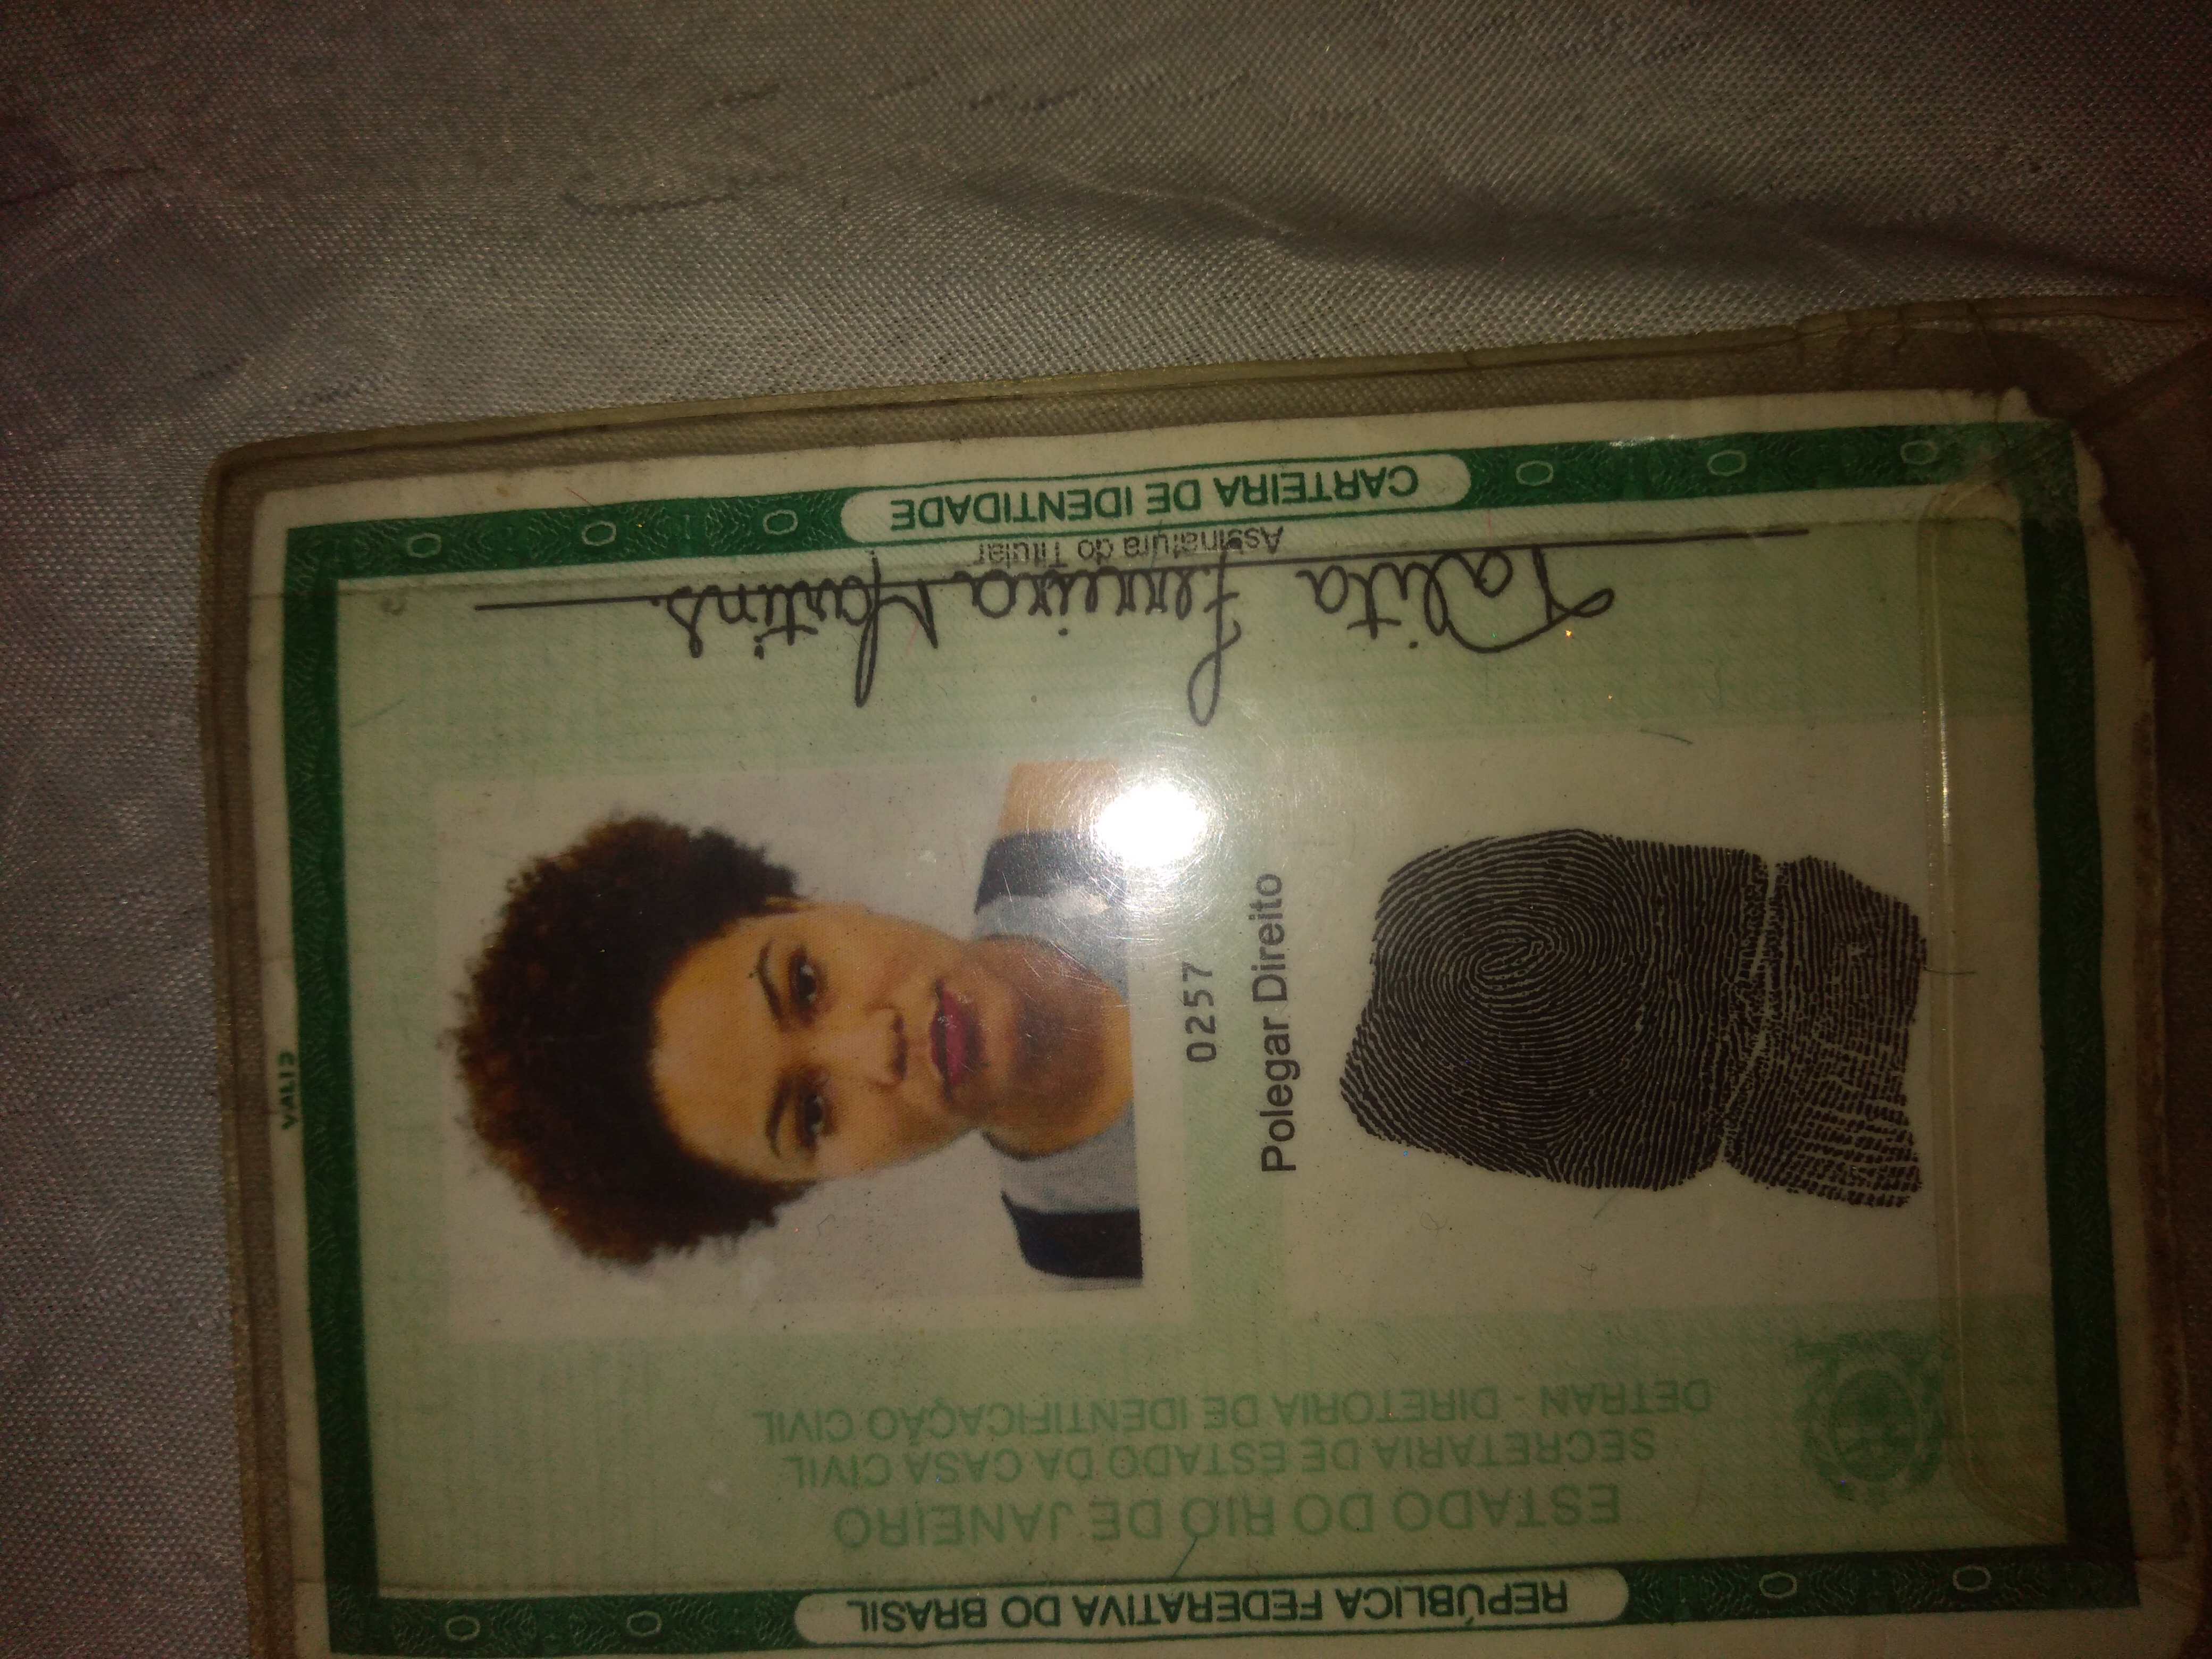 VALID
REPÚBLICA FEDERATIVA DO BRASIL
ESTADO DO RIO DE JANEIRO
SECRETARIA DE ESTADO DA CASA CIVIL
DETRAN - DIRETORIA DE IDENTIFICAÇÃO CIVIL
0257
Polegar Direito
Talita Ferreira Martins.
Assinatura do Titular
CARTEIRA DE IDENTIDADE